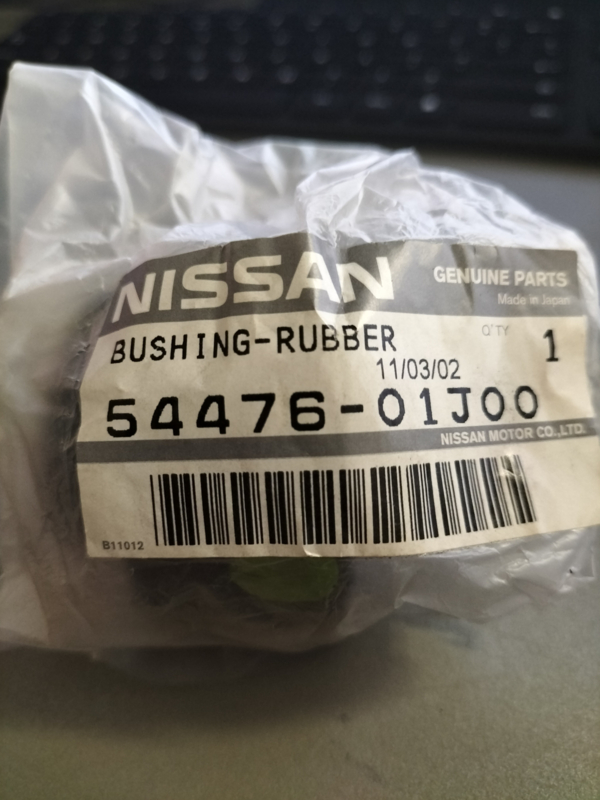 NISSAN
GENUINE PARTS
Made in Japan
BUSHING-RUBBER
Q'TY 1
11/03/02
54476-01J00
NISSAN MOTOR CO.,LTD.
B11012